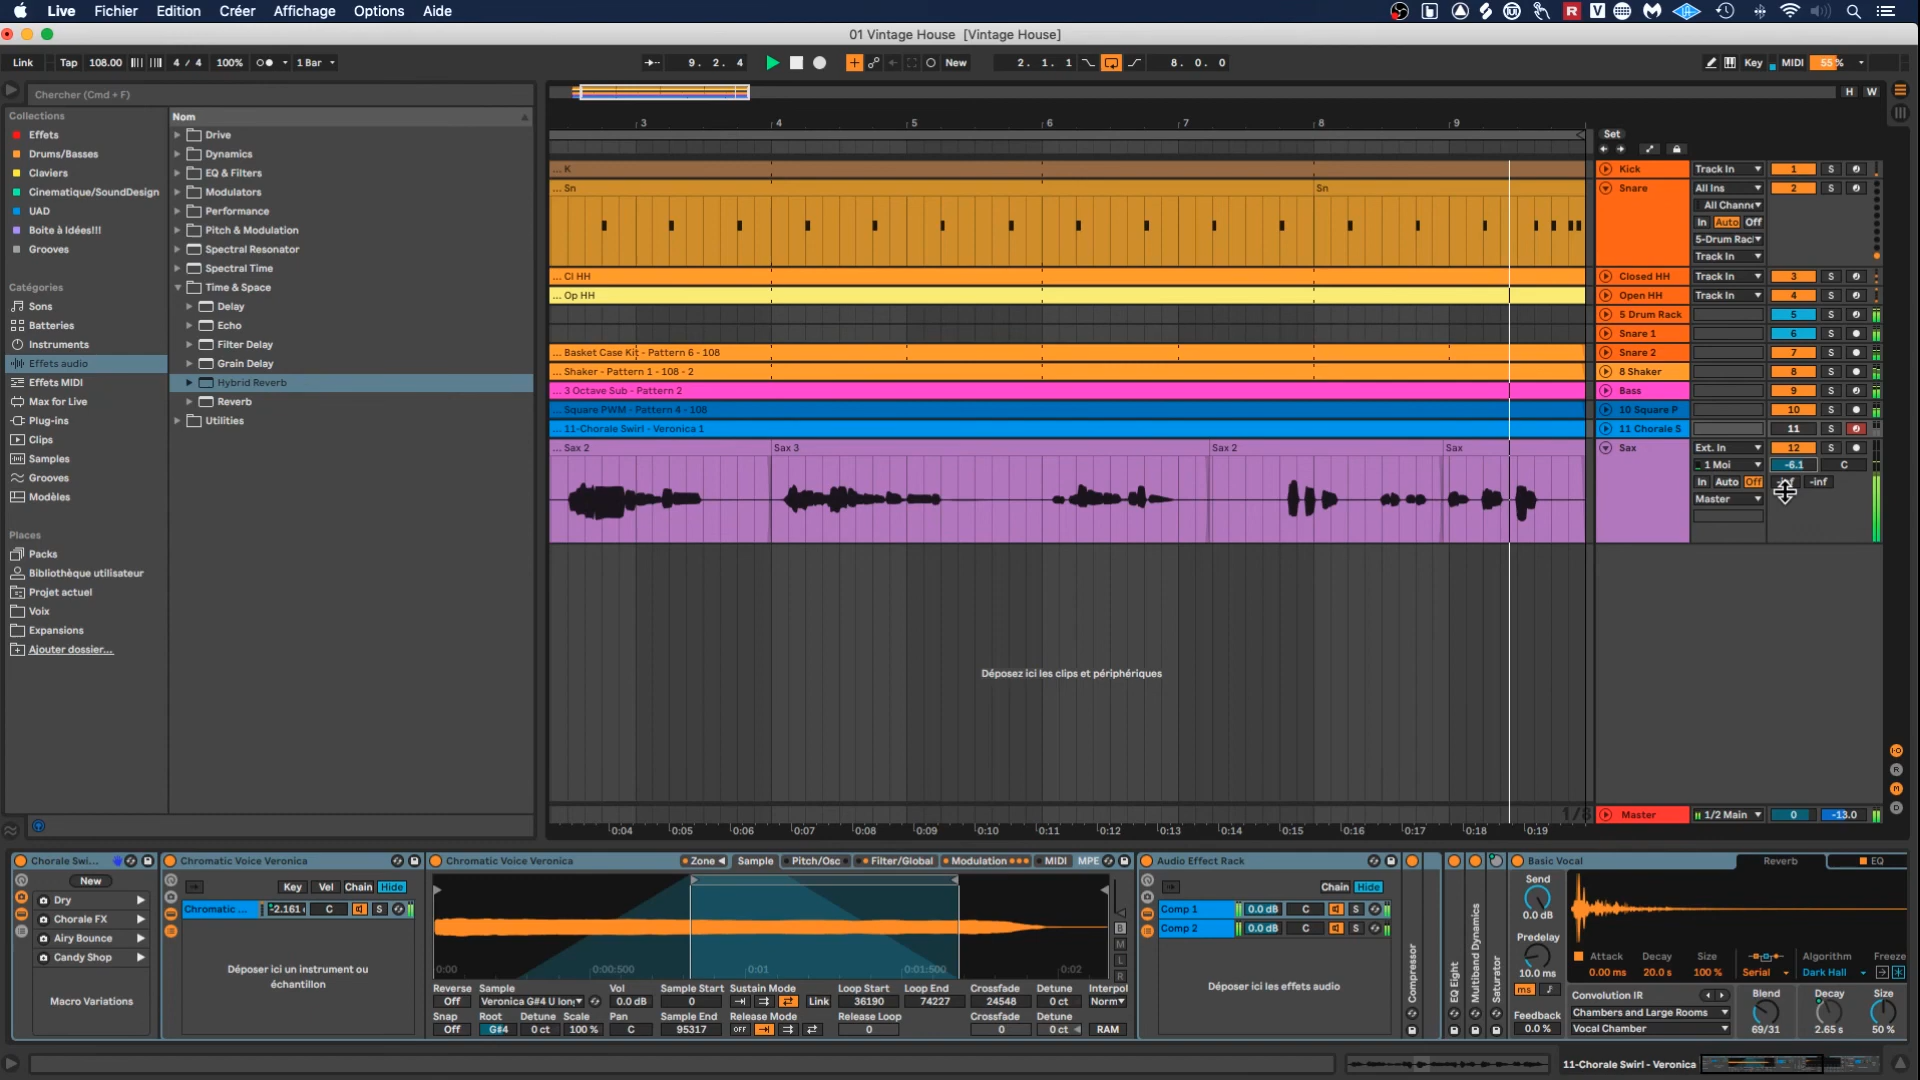 Live Fichier Edition Créer Affichage Options Aide
01 Vintage House [Vintage House]
Link Tap 108.00 4 / 4 100% 1 Bar 9. 2. 4 New 2. 1. 1 8. 0. 0 Key MIDI 55 %
Chercher (Cmd + F)
H W
Collections
Effets
Drums/Basses
Claviers
Cinematique/SoundDesign
UAD
Boite à Idées!!!
Grooves
Catégories
Sons
Batteries
Instruments
Effets audio
Effets MIDI
Max for Live
Plug-ins
Clips
Samples
Grooves
Modèles
Places
Packs
Bibliothèque utilisateur
Projet actuel
Voix
Expansions
Ajouter dossier...
Nom
Drive
Dynamics
EQ & Filters
Modulators
Performance
Pitch & Modulation
Spectral Resonator
Spectral Time
Time & Space
Delay
Echo
Filter Delay
Grain Delay
Hybrid Reverb
Reverb
Utilities
3 4 5 6 7 8 9
Set
... K
... Sn Sn
... Cl HH
... Op HH
... Basket Case Kit - Pattern 6 - 108
... Shaker - Pattern 1 - 108 - 2
... 3 Octave Sub - Pattern 2
... Square PWM - Pattern 4 - 108
... 11-Chorale Swirl - Veronica 1
... Sax 2 Sax 3 Sax 2 Sax
Déposez ici les clips et périphériques
1/8
0:04 0:05 0:06 0:07 0:08 0:09 0:10 0:11 0:12 0:13 0:14 0:15 0:16 0:17 0:18 0:19
Kick Track In 1 S
Snare All Ins 2 S
All Channe
In Auto Off
5-Drum Rac
Track In
Closed HH Track In 3 S
Open HH Track In 4 S
5 Drum Rack 5 S
Snare 1 6 S
Snare 2 7 S
8 Shaker 8 S
Bass 9 S
10 Square P 10 S
11 Chorale S 11 S
Sax Ext. In 12 S
1 Moi -6.1 C
In Auto Off -inf
Master
Master 1/2 Main 0 -13.0
I-O
R
M
D
Chorale Swi...
New
Dry
Chorale FX
Airy Bounce
Candy Shop
Macro Variations
Chromatic Voice Veronica
Key Vel Chain Hide
Chromatic ... -2.161 C S
Déposer ici un instrument ou
échantillon
Chromatic Voice Veronica Zone Sample Pitch/Osc Filter/Global Modulation MIDI MPE
0:00 0:00:500 0:01 0:01:500 0:02
B
M
L
R
Reverse Sample Vol Sample Start Sustain Mode Loop Start Loop End Crossfade Detune Interpol
Off Veronica G#4 U long 0.0 dB 0 Link 36190 74227 24548 0 ct Norm
Snap Root Detune Scale Pan Sample End Release Mode Release Loop Crossfade Detune
Off G#4 0 ct 100 % C 95317 OFF 0 0 0 ct RAM
Audio Effect Rack
Chain Hide
Comp 1 0.0 dB C S
Comp 2 0.0 dB C S
Déposer ici les effets audio
Compressor
EQ Eight
Multiband Dynamics
Saturator
Basic Vocal Reverb EQ
Send
0.0 dB
Predelay
10.0 ms
ms
Feedback
0.0 %
Attack Decay Size Algorithm Freeze
0.00 ms 20.0 s 100 % Serial Dark Hall
Convolution IR
Chambers and Large Rooms
Vocal Chamber
Blend Decay Size
69/31 2.65 s 50 %
11-Chorale Swirl - Veronica